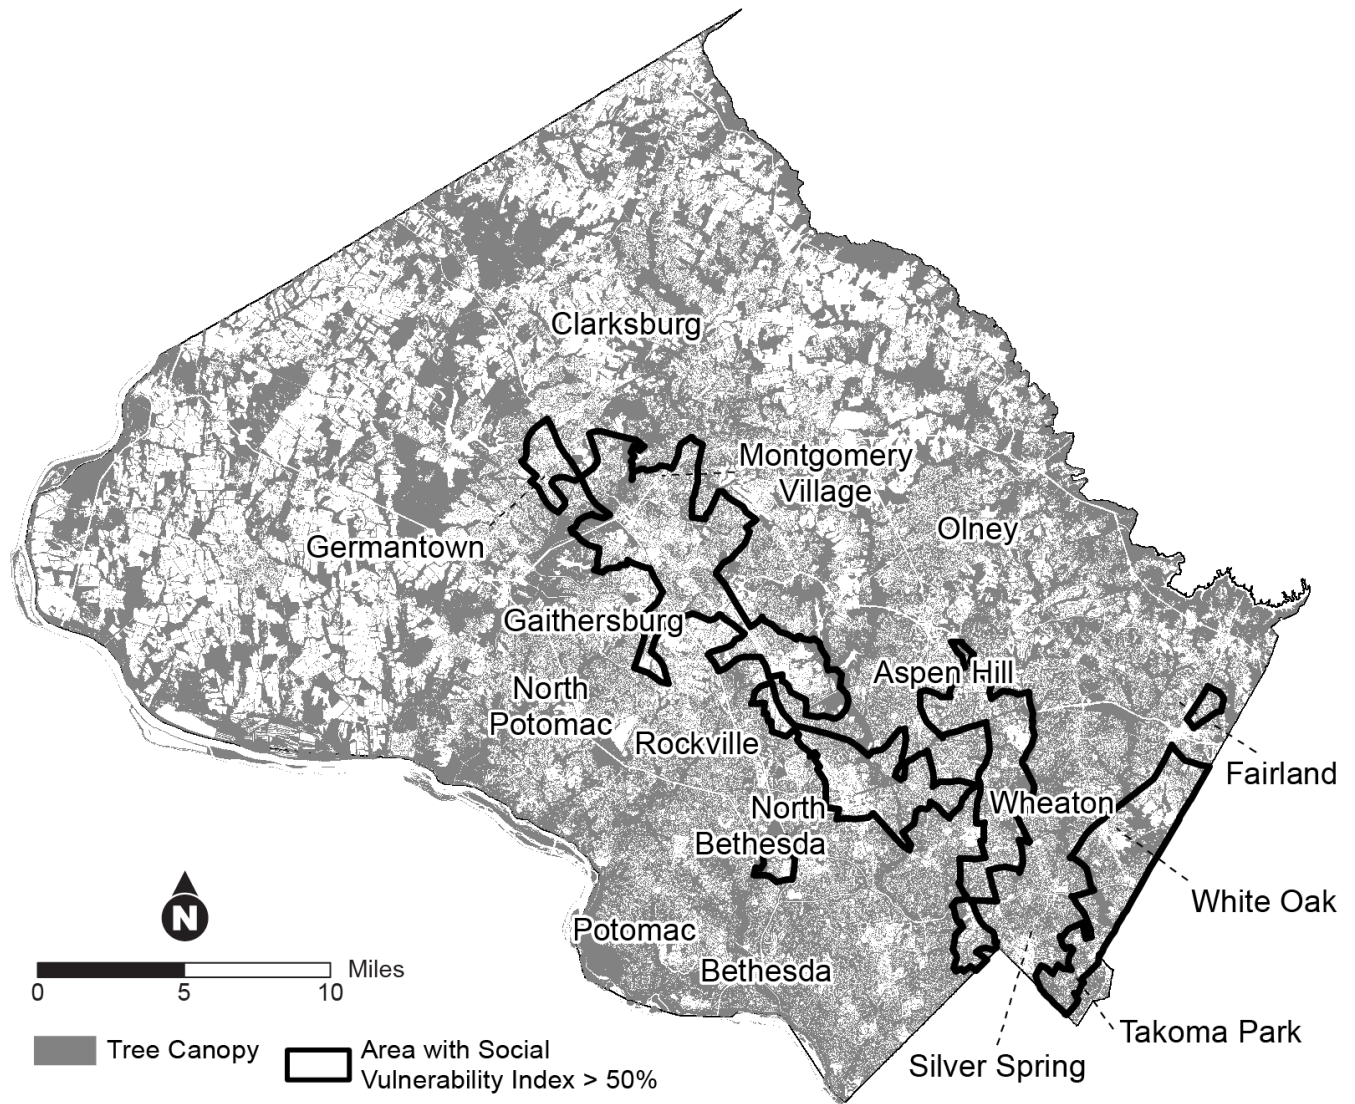 Clarksburg
Montgomery
Village
Olney
Germantown
Gaithersburg
Aspen Hill
North
Potomac
Rockville
Fairland
North
Bethesda
Wheaton
White Oak
Potomac
Bethesda
Takoma Park
Silver Spring
N
Miles
0 5 10
Tree Canopy
Area with Social
Vulnerability Index > 50%